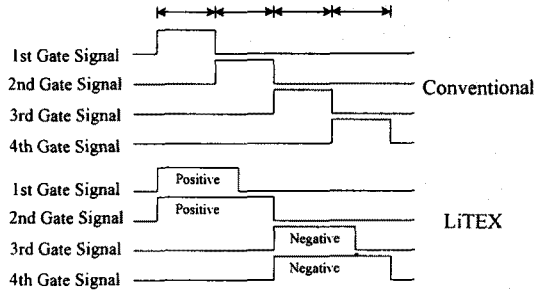 1st Gate Signal
2nd Gate Signal
3rd Gate Signal
4th Gate Signal
Conventional
1st Gate Signal Positive
2nd Gate Signal Positive
3rd Gate Signal Negative
4th Gate Signal Negative
LiTEX